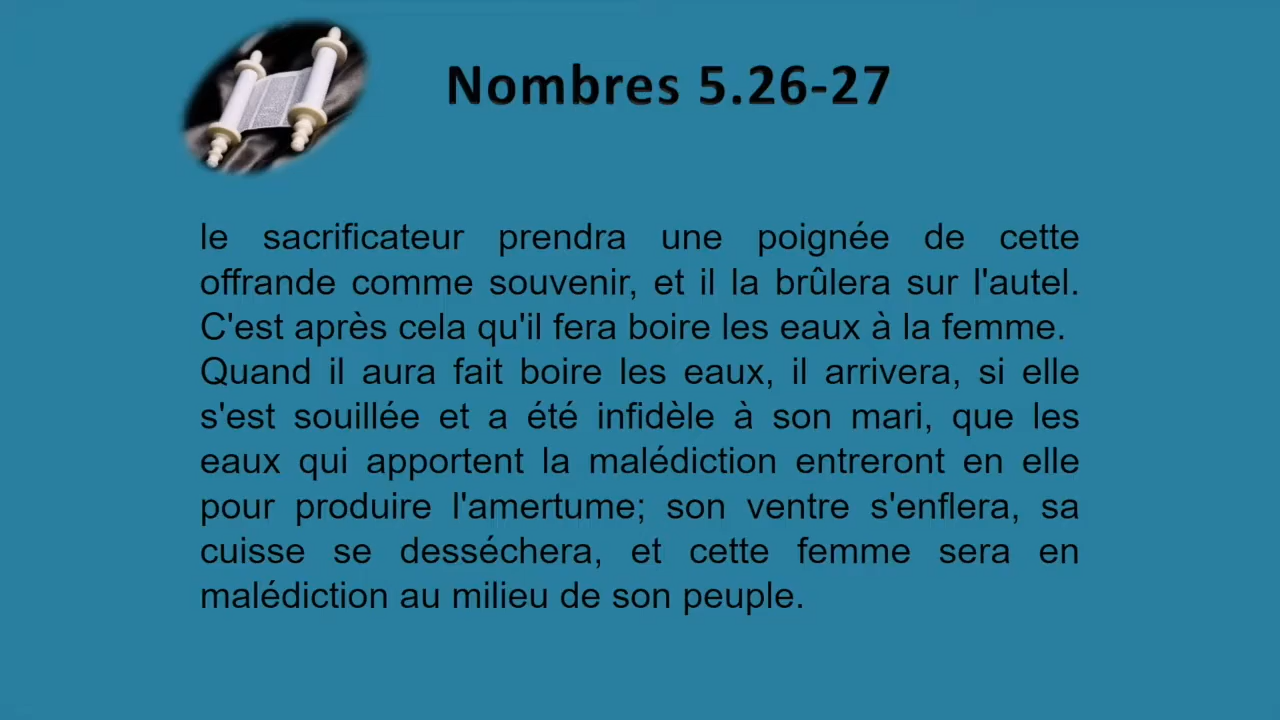 Nombres 5.26-27
le sacrificateur prendra une poignée de cette
offrande comme souvenir, et il la brûlera sur l'autel.
C'est après cela qu'il fera boire les eaux à la femme.
Quand il aura fait boire les eaux, il arrivera, si elle
s'est souillée et a été infidèle à son mari, que les
eaux qui apportent la malédiction entreront en elle
pour produire l'amertume; son ventre s'enflera, sa
cuisse se desséchera, et cette femme sera en
malédiction au milieu de son peuple.